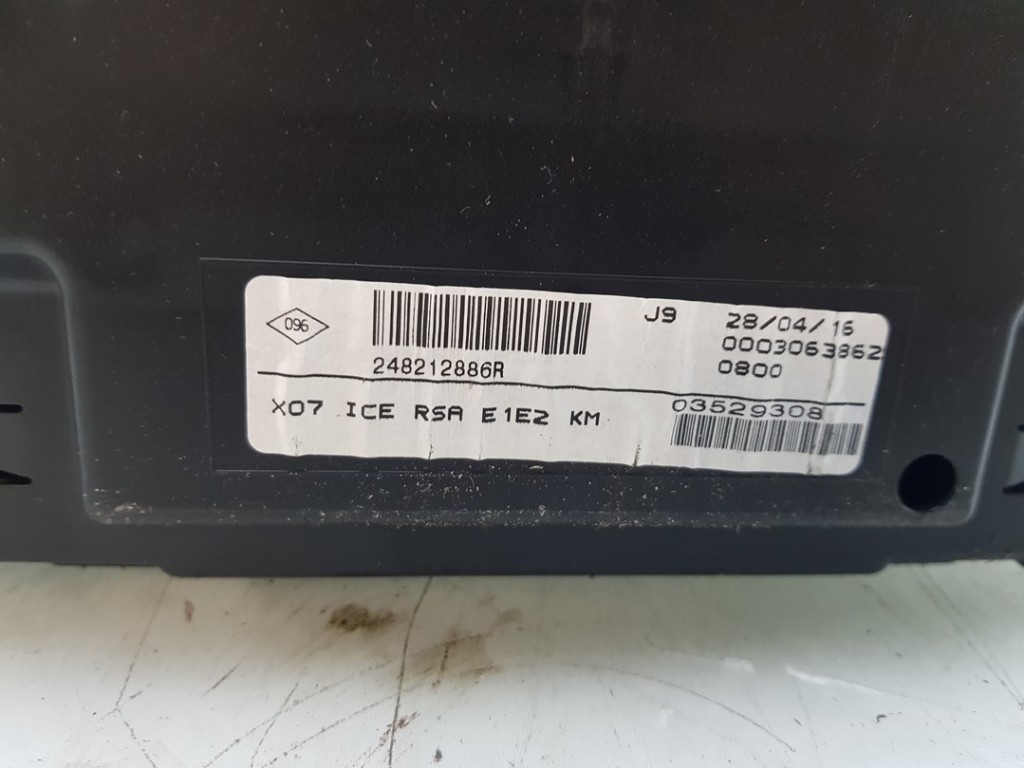 096
248212886R
J9 28/04/16
0003063862
0800
X07 ICE RSA E1E2 KM
03529308